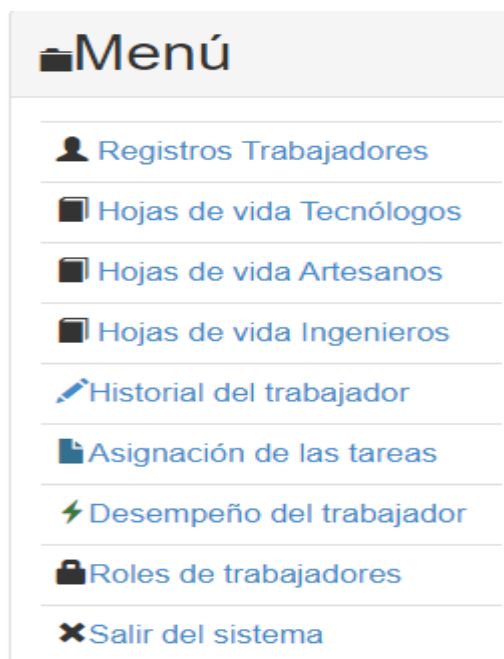 Menú
Registros Trabajadores
Hojas de vida Tecnólogos
Hojas de vida Artesanos
Hojas de vida Ingenieros
Historial del trabajador
Asignación de las tareas
Desempeño del trabajador
Roles de trabajadores
Salir del sistema